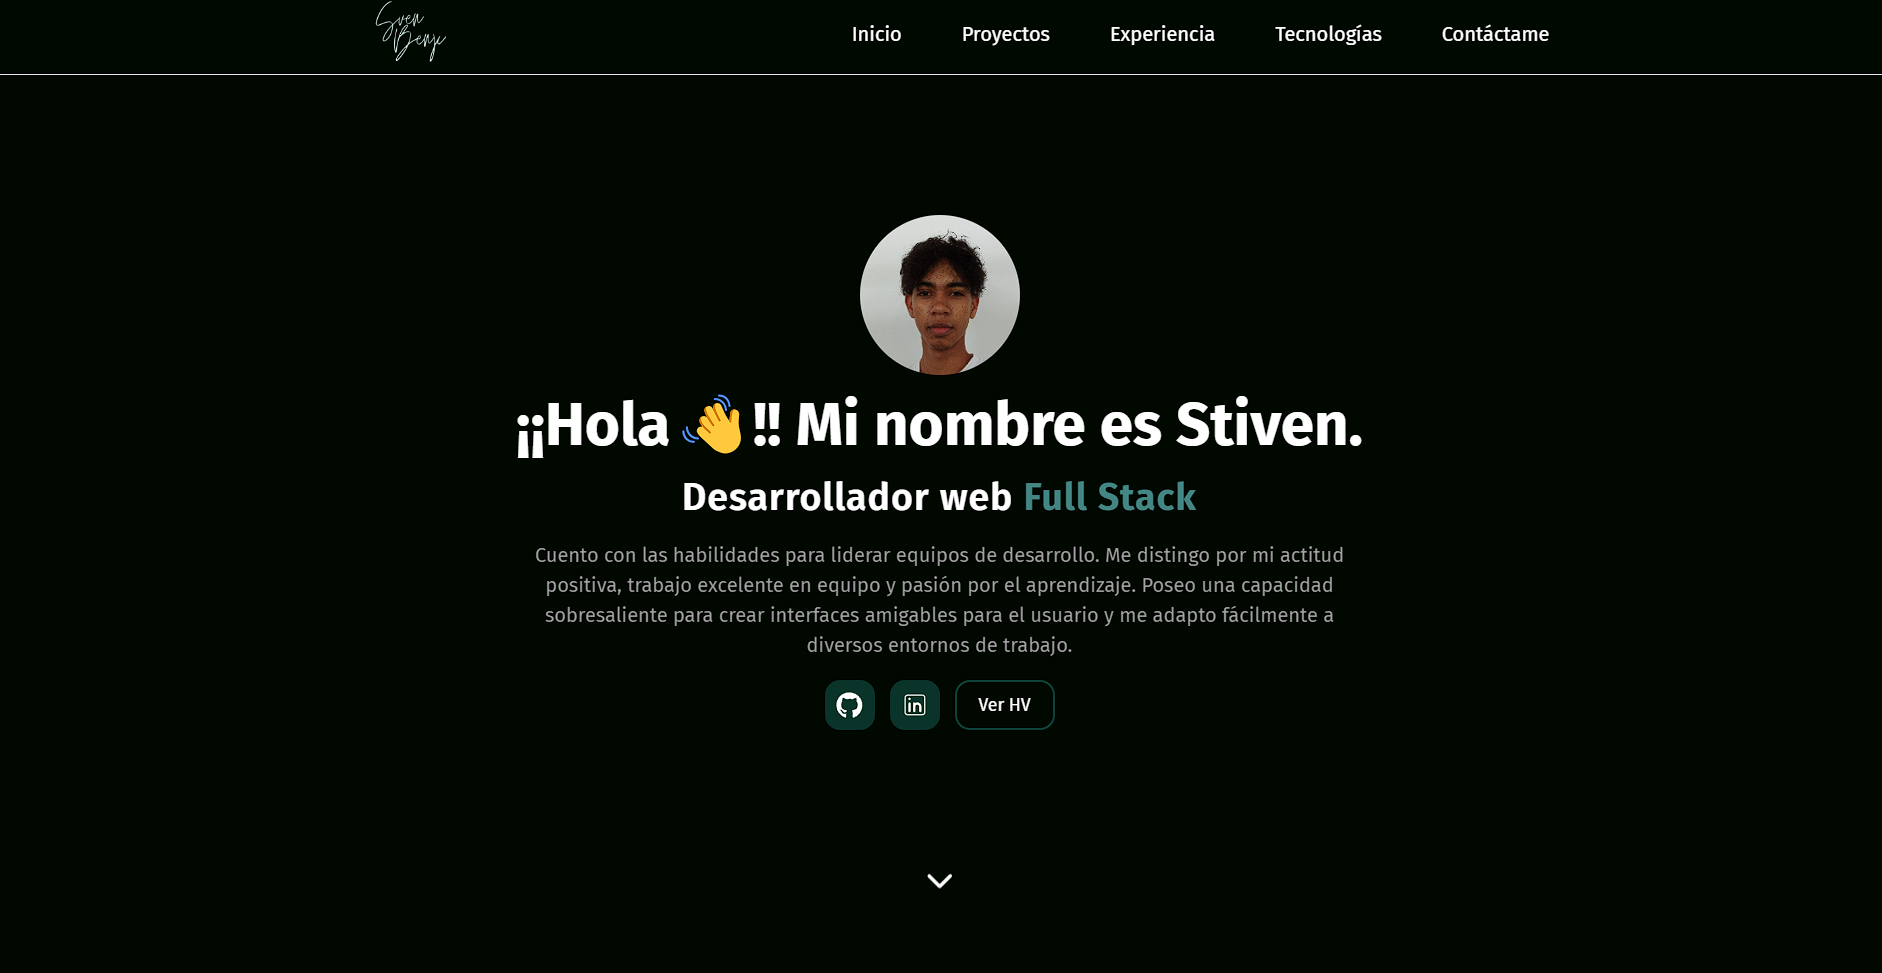 Sven
Benji
Inicio
Proyectos
Experiencia
Tecnologías
Contáctame
¡¡Hola 👋 !! Mi nombre es Stiven.
Desarrollador web Full Stack
Cuento con las habilidades para liderar equipos de desarrollo. Me distingo por mi actitud
positiva, trabajo excelente en equipo y pasión por el aprendizaje. Poseo una capacidad
sobresaliente para crear interfaces amigables para el usuario y me adapto fácilmente a
diversos entornos de trabajo.
in
Ver HV